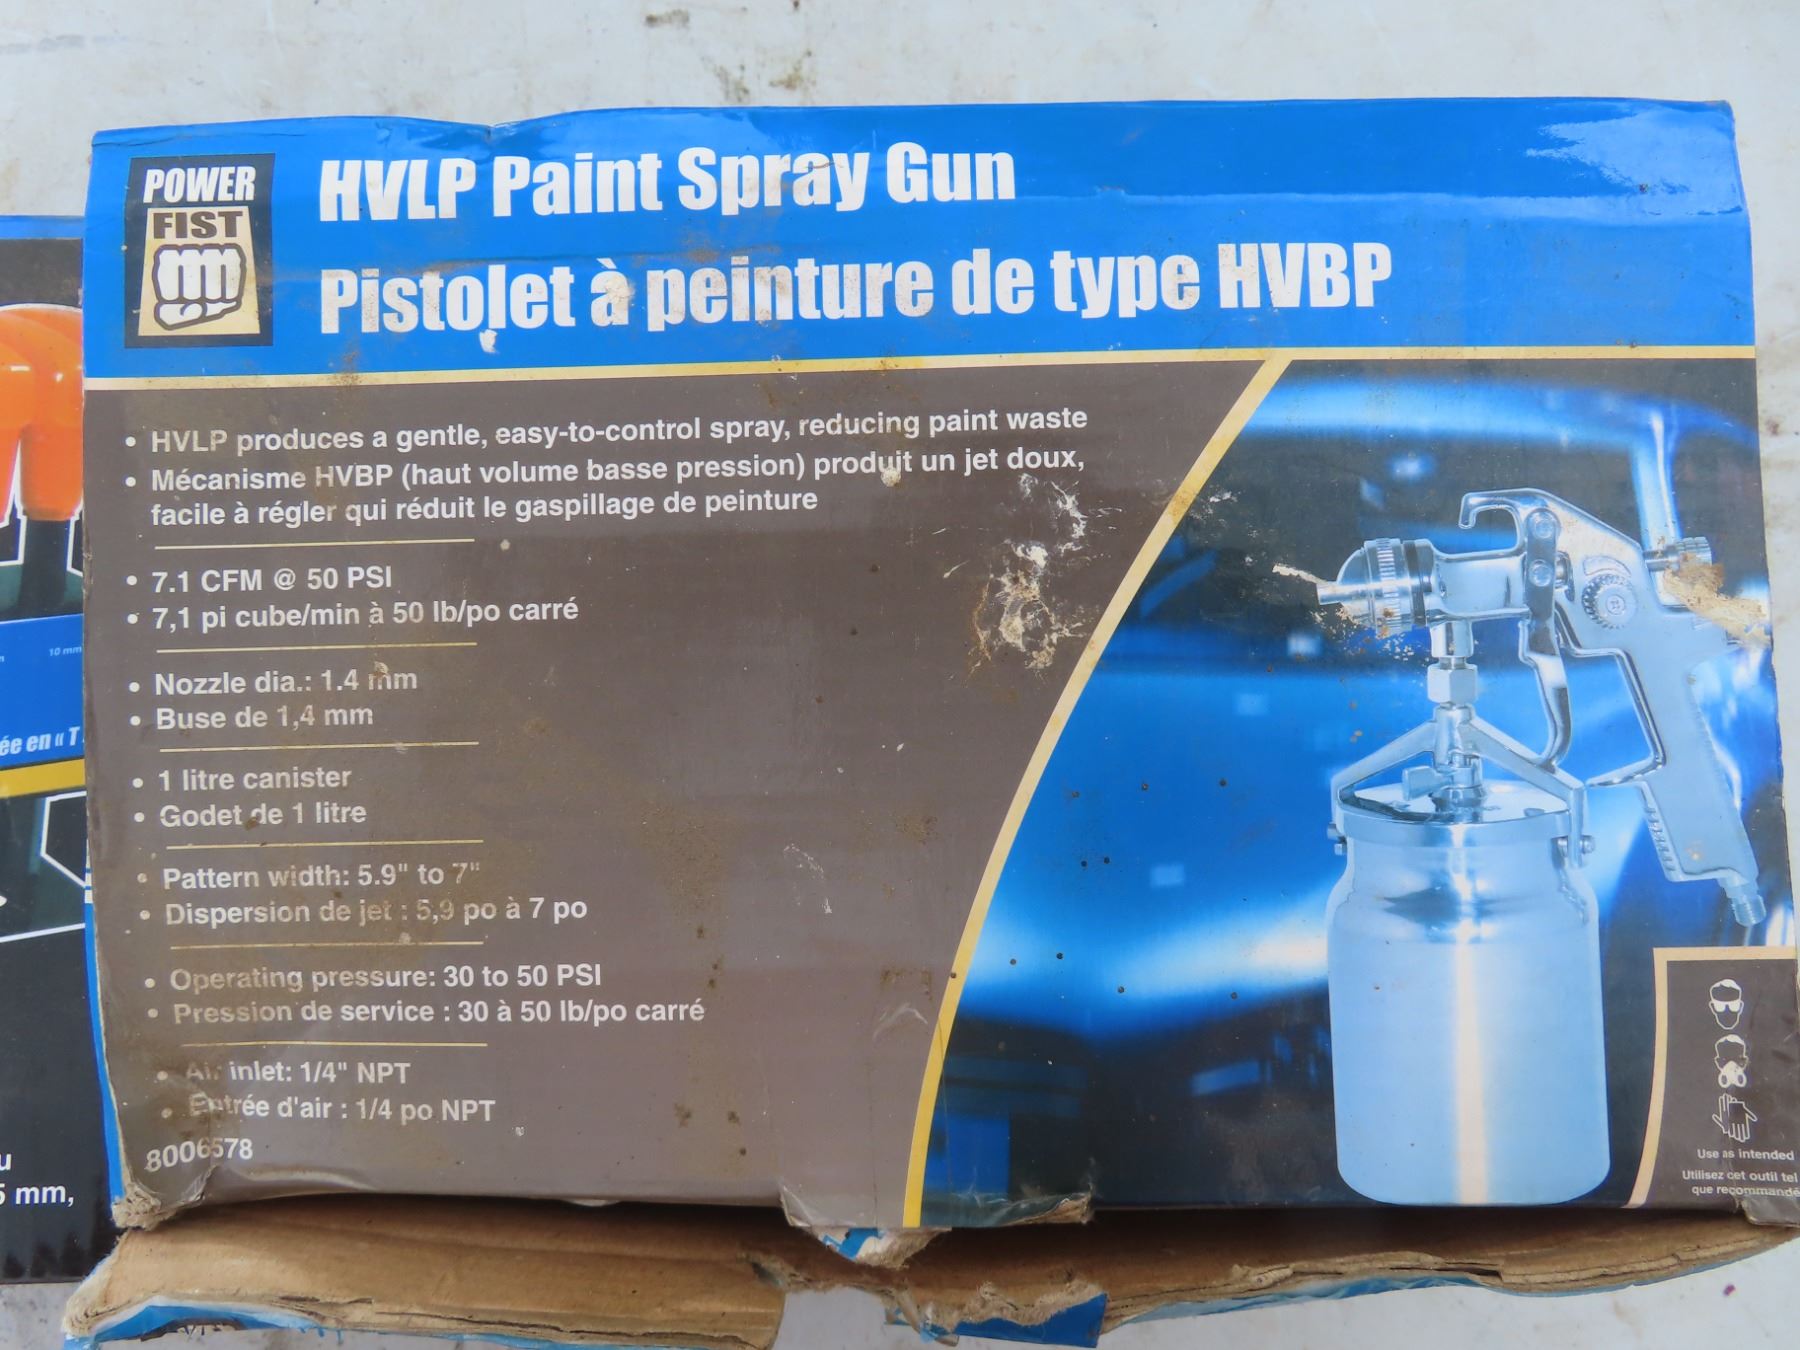 POWER
FIST
HVLP Paint Spray Gun
Pistolet à peinture de type HVBP
• HVLP produces a gentle, easy-to-control spray, reducing paint waste
• Mécanisme HVBP (haut volume basse pression) produit un jet doux,
facile à régler qui réduit le gaspillage de peinture
• 7.1 CFM @ 50 PSI
• 7,1 pi cube/min à 50 lb/po carré
• Nozzle dia.: 1.4 mm
• Buse de 1,4 mm
• 1 litre canister
• Godet de 1 litre
• Pattern width: 5.9" to 7"
• Dispersion de jet : 5,9 po à 7 po
• Operating pressure: 30 to 50 PSI
• Pression de service : 30 à 50 lb/po carré
• Air inlet: 1/4" NPT
• Entrée d'air : 1/4 po NPT
8006578
Use as intended
Utilisez cet outil tel
que recommandé
10 mm
ée en « T
5 mm,